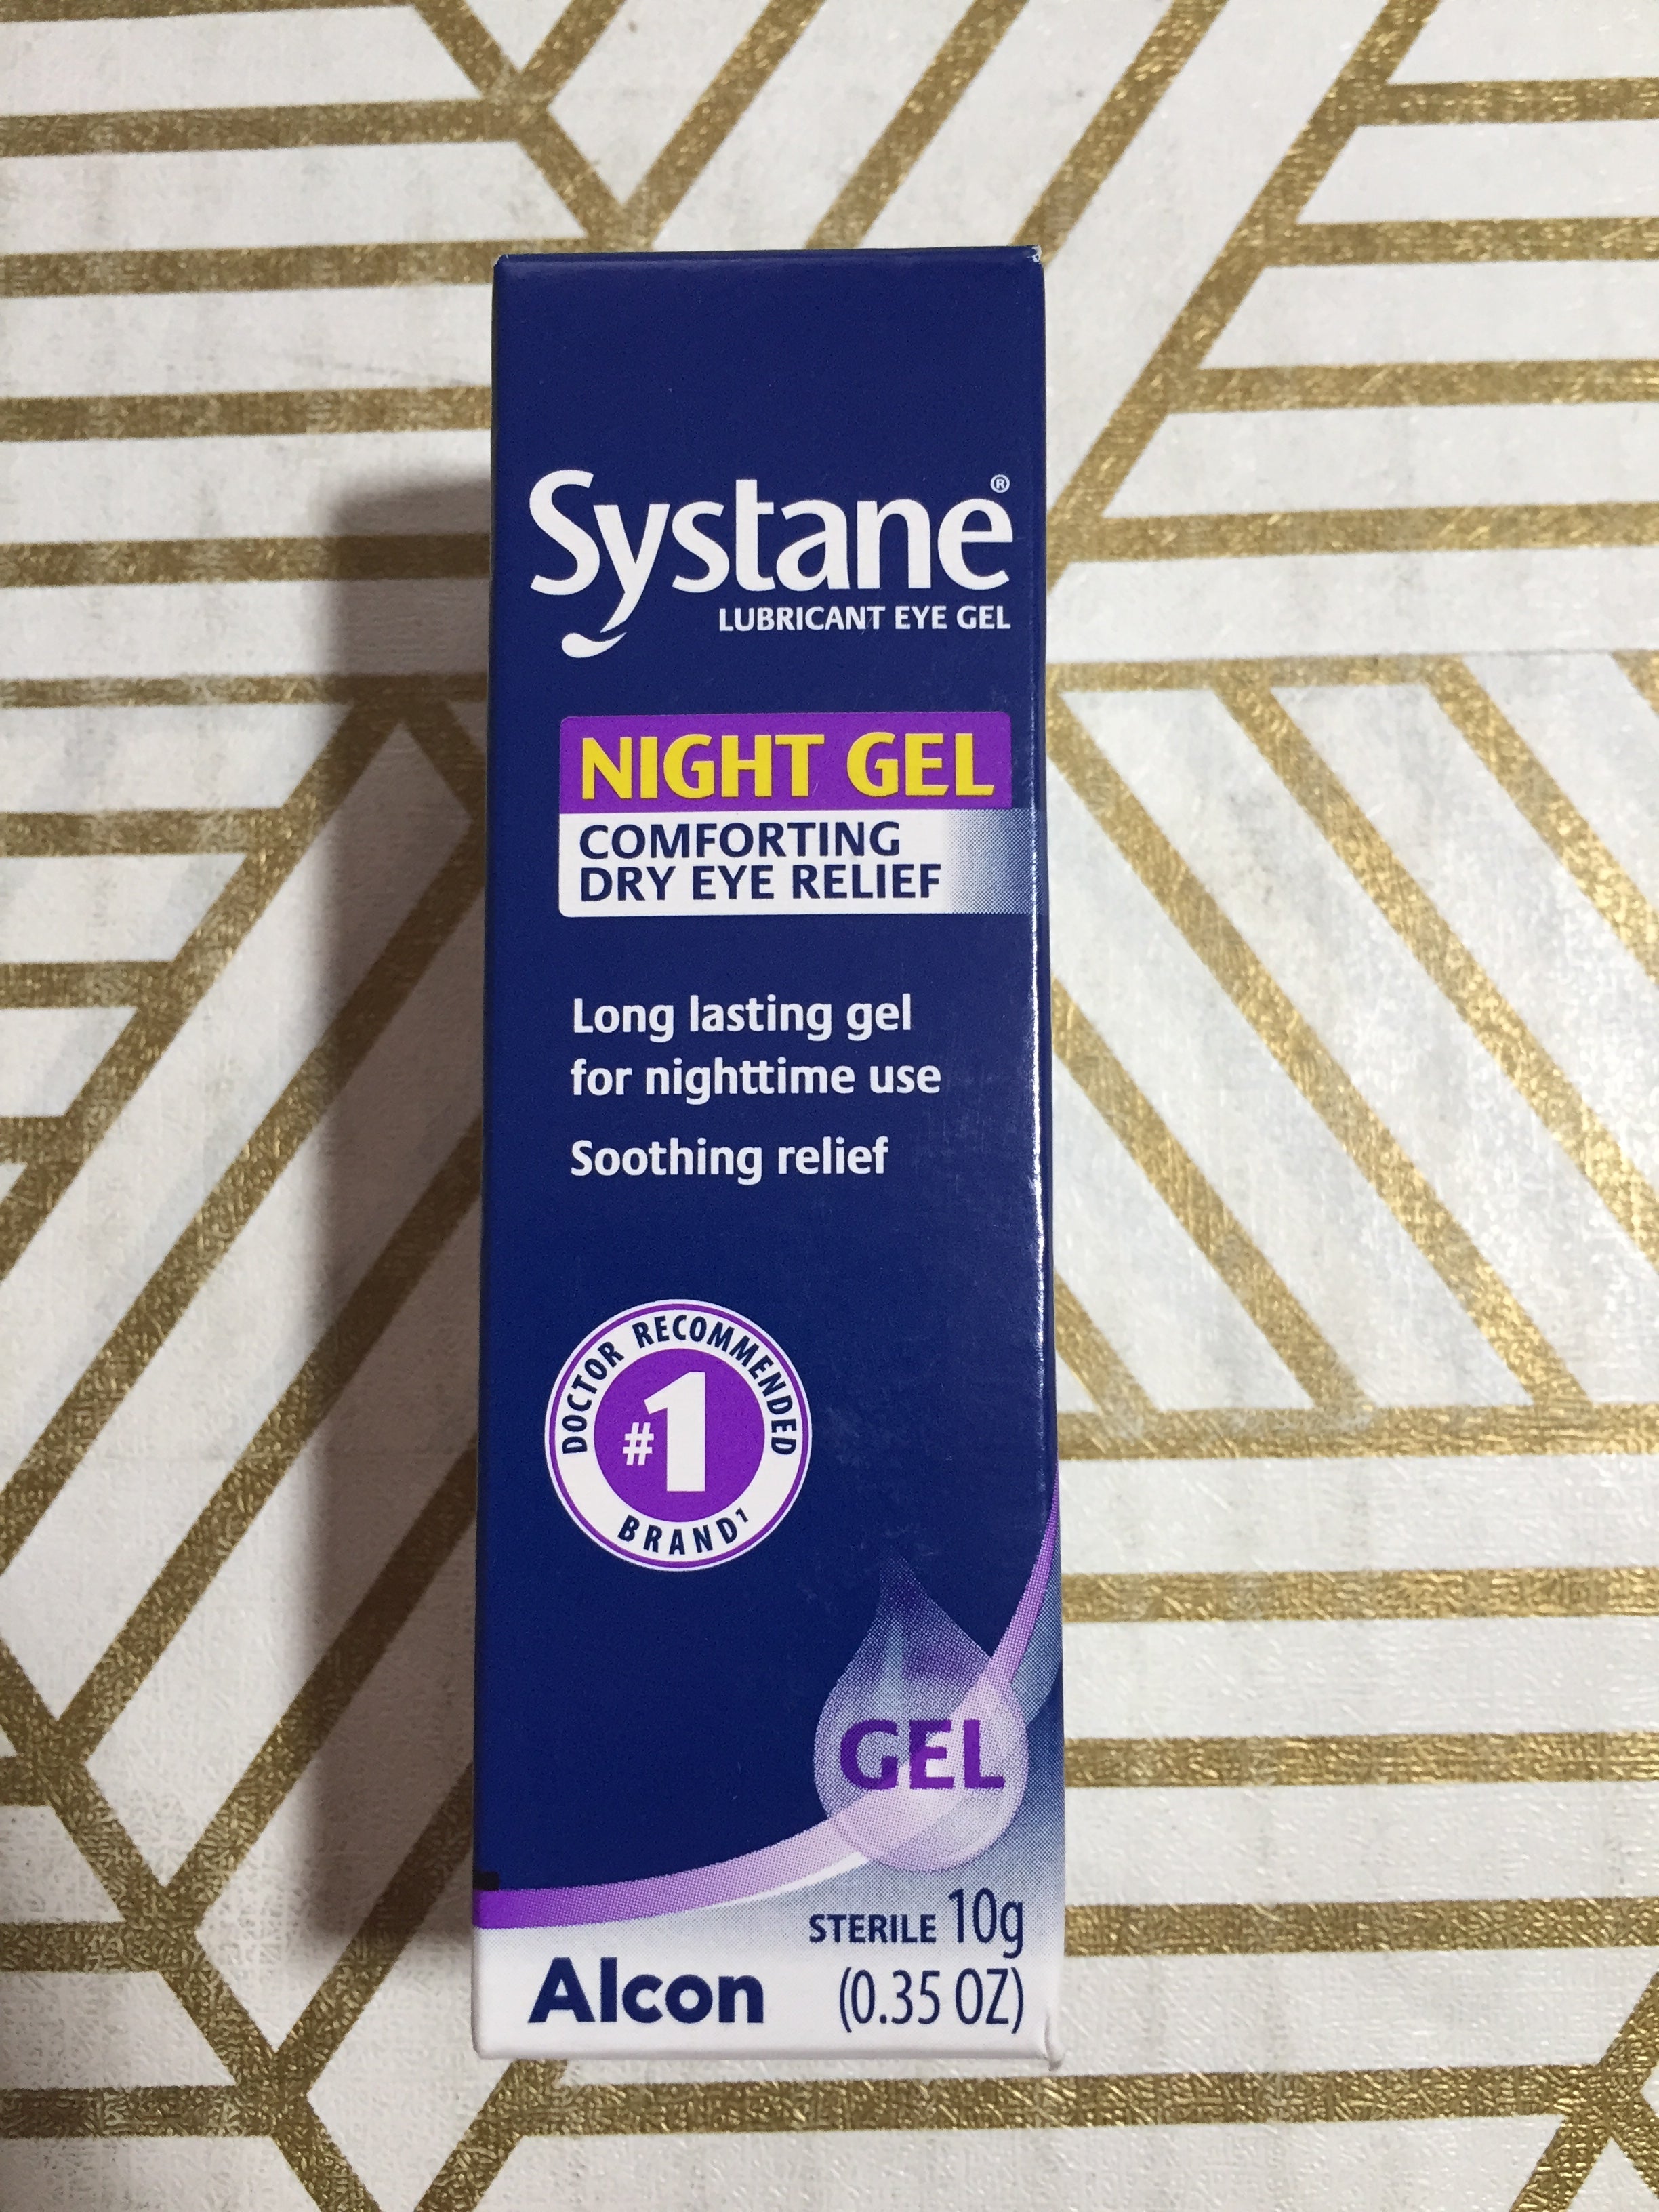 Systane®
LUBRICANT EYE GEL
NIGHT GEL
COMFORTING
DRY EYE RELIEF
Long lasting gel
for nighttime use
Soothing relief
DOCTOR RECOMMENDED
#1
BRAND¹
GEL
STERILE 10g
Alcon (0.35 OZ)